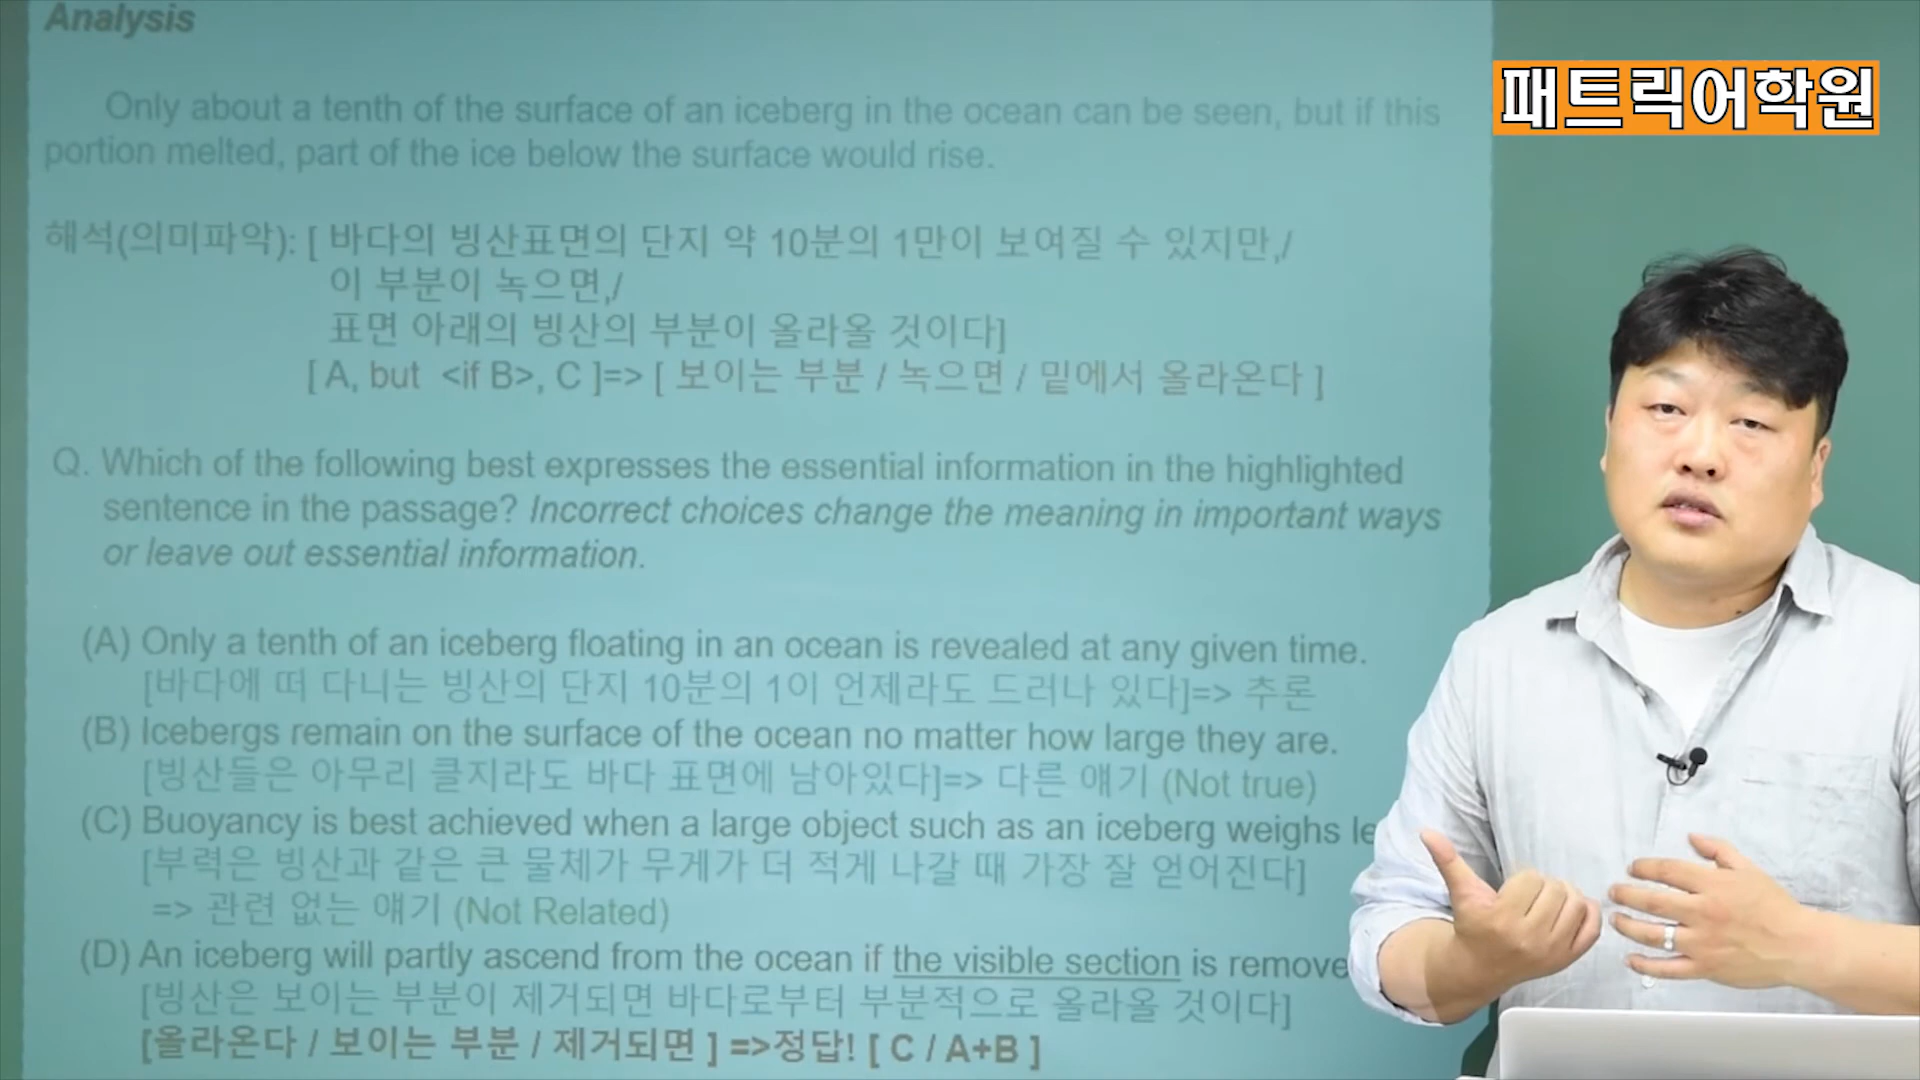 Analysis
패트릭어학원
Only about a tenth of the surface of an iceberg in the ocean can be seen, but if this
portion melted, part of the ice below the surface would rise.
해석(의미파악): [ 바다의 빙산표면의 단지 약 10분의 1만이 보여질 수 있지만,/
이 부분이 녹으면,/
표면 아래의 빙산의 부분이 올라올 것이다]
[ A, but <if B>, C ]=> [ 보이는 부분 / 녹으면 / 밑에서 올라온다 ]
Q. Which of the following best expresses the essential information in the highlighted
sentence in the passage? Incorrect choices change the meaning in important ways
or leave out essential information.
(A) Only a tenth of an iceberg floating in an ocean is revealed at any given time.
[바다에 떠 다니는 빙산의 단지 10분의 1이 언제라도 드러나 있다]=> 추론
(B) Icebergs remain on the surface of the ocean no matter how large they are.
[빙산들은 아무리 클지라도 바다 표면에 남아있다]=> 다른 얘기 (Not true)
(C) Buoyancy is best achieved when a large object such as an iceberg weighs le
[부력은 빙산과 같은 큰 물체가 무게가 더 적게 나갈 때 가장 잘 얻어진다]
=> 관련 없는 얘기 (Not Related)
(D) An iceberg will partly ascend from the ocean if the visible section is remove
[빙산은 보이는 부분이 제거되면 바다로부터 부분적으로 올라올 것이다]
[올라온다 / 보이는 부분 / 제거되면 ] =>정답! [ C / A+B ]